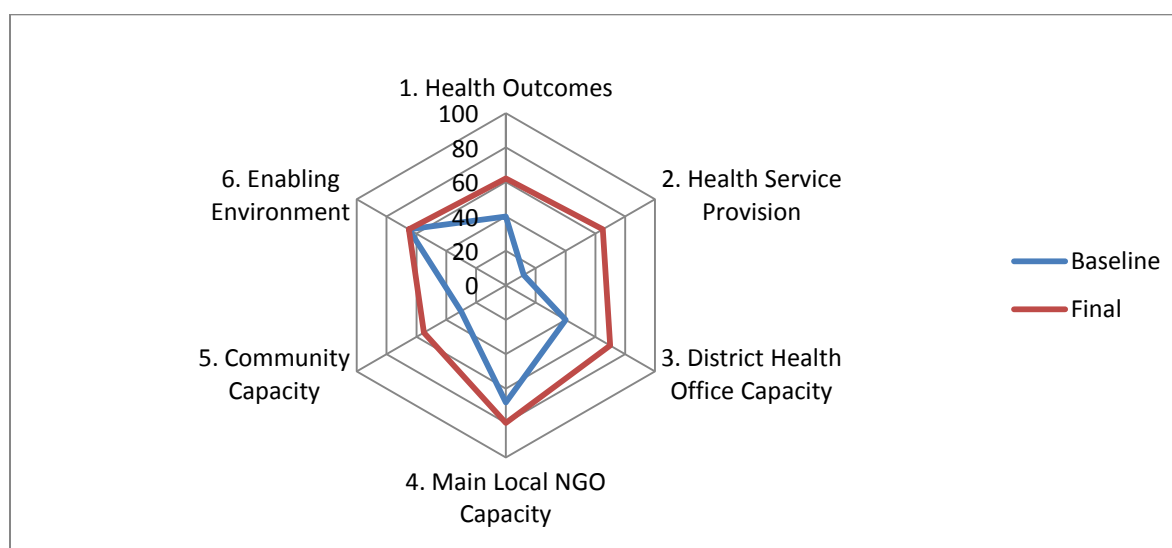 1. Health Outcomes
100
80
60
40
20
0
2. Health Service
Provision
3. District Health
Office Capacity
4. Main Local NGO
Capacity
5. Community
Capacity
6. Enabling
Environment
Baseline
Final